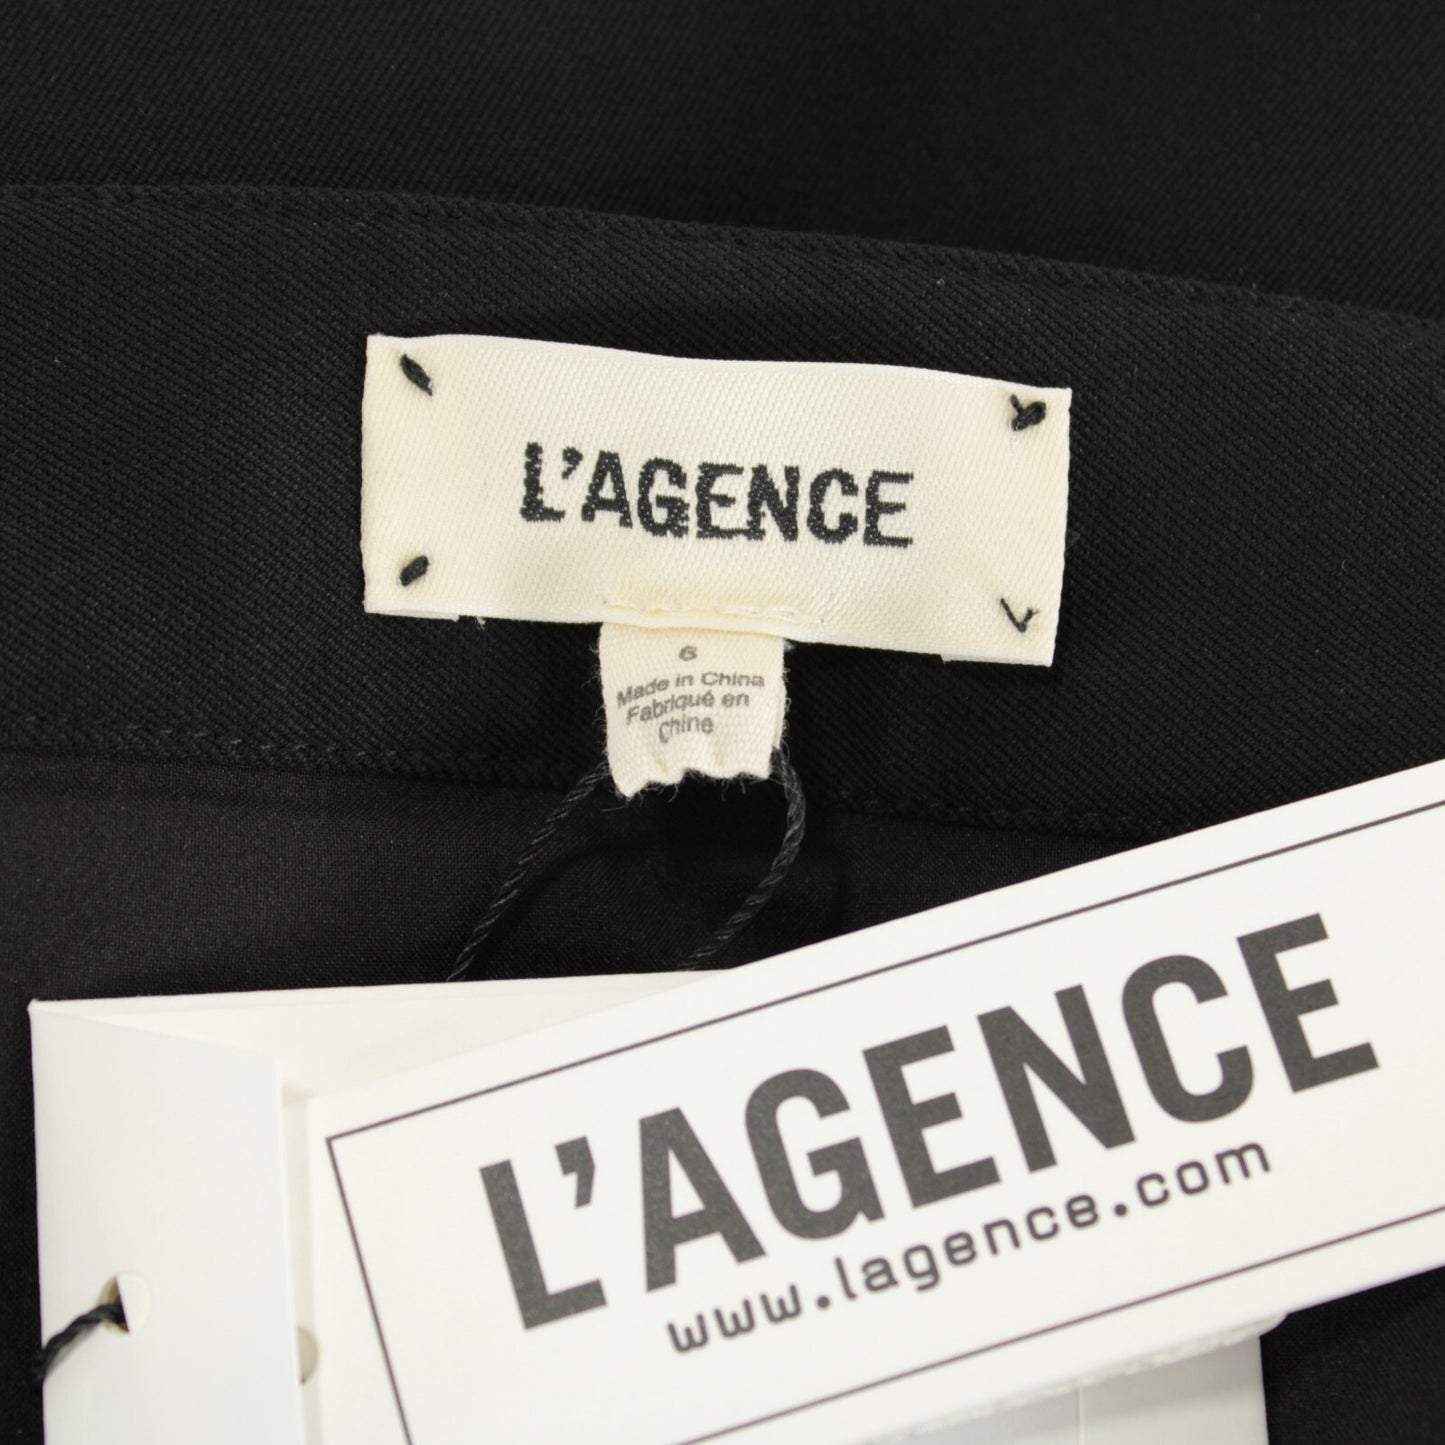 L'AGENCE
6
Made in China
Fabriqué en
Chine
L'AGENCE
www.lagence.com